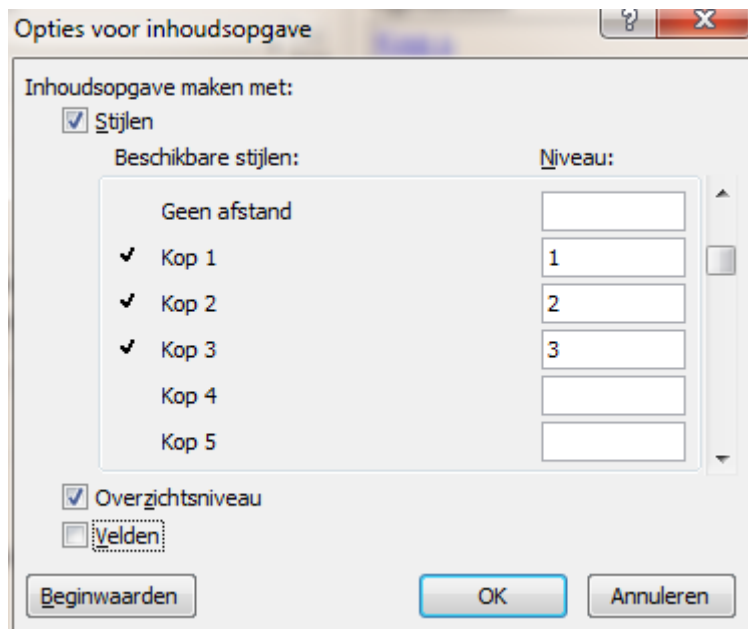 Opties voor inhoudsopgave
Inhoudsopgave maken met:
Stijlen
Beschikbare stijlen: Niveau:
Geen afstand
Kop 1 1
Kop 2 2
Kop 3 3
Kop 4
Kop 5
Overzichtsniveau
Velden
Beginwaarden OK Annuleren